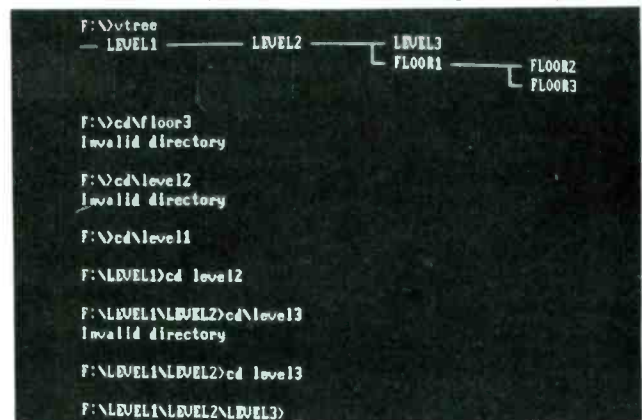 F:\>vtree
LEVEL1 LEVEL2 LEVEL3
FLOOR1 FLOOR2
FLOOR3
F:\>cd\floor3
Invalid directory
F:\>cd\level2
Invalid directory
F:\>cd\level1
F:\LEVEL1>cd level2
F:\LEVEL1\LEVEL2>cd\level3
Invalid directory
F:\LEVEL1\LEVEL2>cd level3
F:\LEVEL1\LEVEL2\LEVEL3>